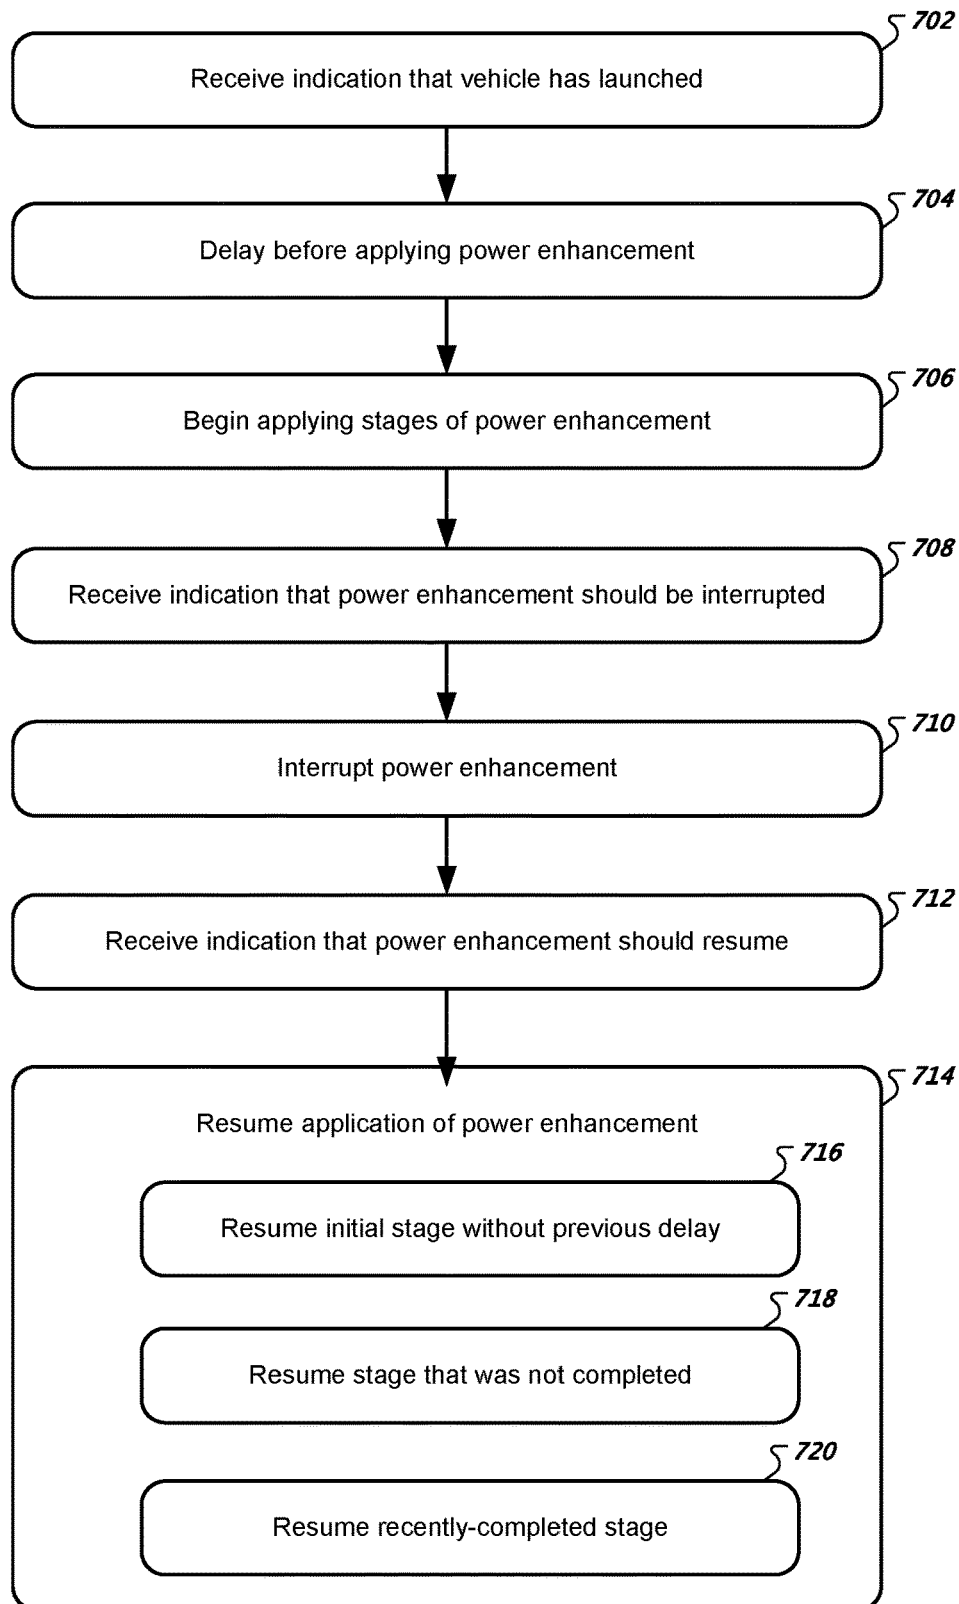 702
Receive indication that vehicle has launched
704
Delay before applying power enhancement
706
Begin applying stages of power enhancement
708
Receive indication that power enhancement should be interrupted
710
Interrupt power enhancement
712
Receive indication that power enhancement should resume
714
Resume application of power enhancement
716
Resume initial stage without previous delay
718
Resume stage that was not completed
720
Resume recently-completed stage